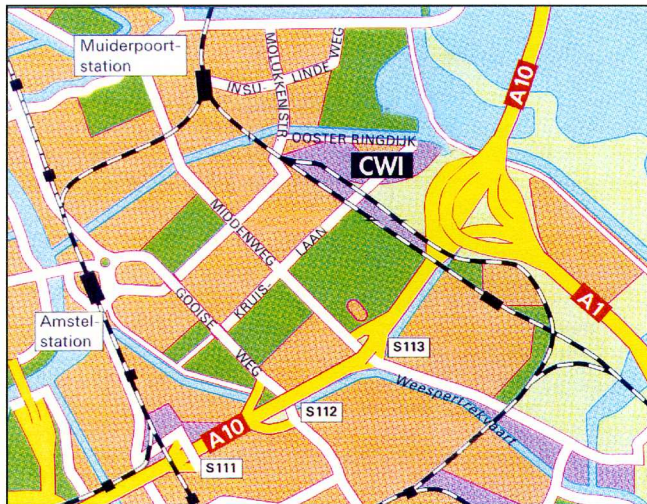 Muiderpoort-
station
MOLUKKENSTR
INSU-
LINDE
WEG
OOSTER RINGDIJK
CWI
A10
MIDDENWEG
KRUIS-
LAAN
GOOISE
WEG
Amstel-
station
A1
S113
Weespertrekvaart
S112
A10
S111